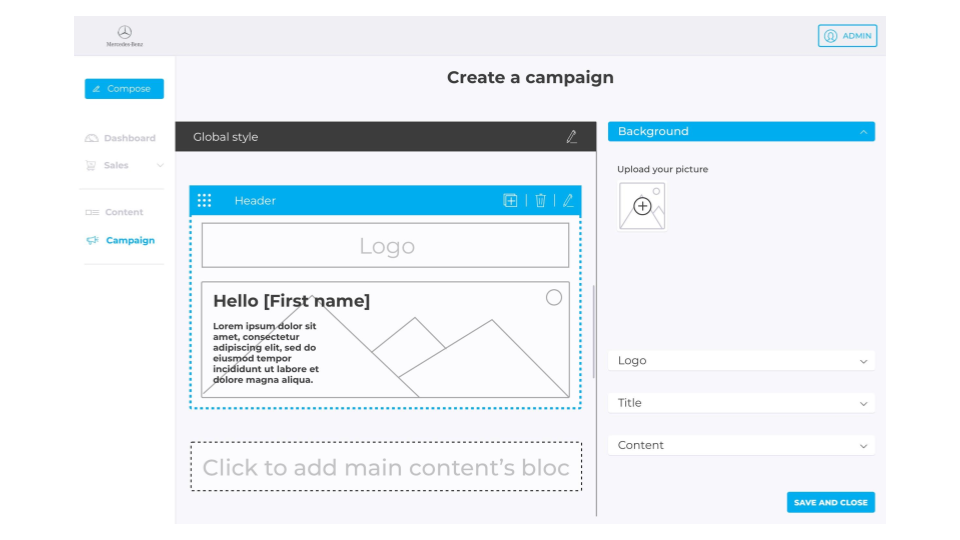 Mercedes-Benz
ADMIN
Compose
Create a campaign
Dashboard
Sales
Content
Campaign
Global style
Header
Logo
Hello [First name]
Lorem ipsum dolor sit
amet, consectetur
adipiscing elit, sed do
eiusmod tempor
incididunt ut labore et
dolore magna aliqua.
Click to add main content's bloc
Background
Upload your picture
Logo
Title
Content
SAVE AND CLOSE